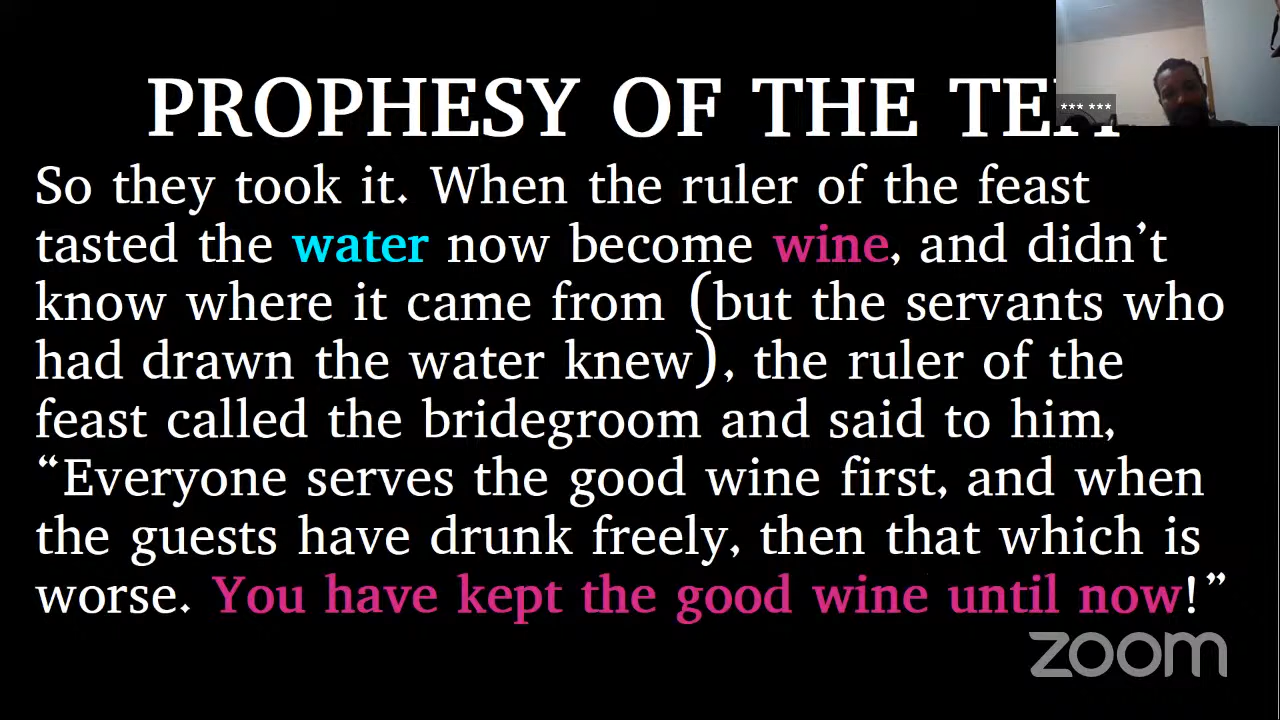 PROPHESY OF THE
*** ***
So they took it. When the ruler of the feast
tasted the water now become wine, and didn’t
know where it came from (but the servants who
had drawn the water knew), the ruler of the
feast called the bridegroom and said to him,
“Everyone serves the good wine first, and when
the guests have drunk freely, then that which is
worse. You have kept the good wine until now!”
zoom